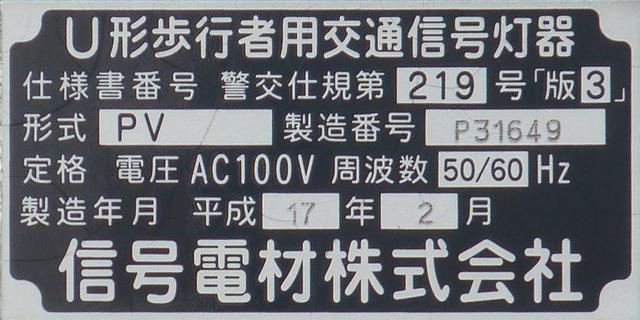 U形歩行者用交通信号灯器
仕様書番号 警交仕規第 219 号「版3」
形式 PV 製造番号 P31649
定格 電圧 AC100V 周波数 50/60 Hz
製造年月 平成 17 年 2 月
信号電材株式会社